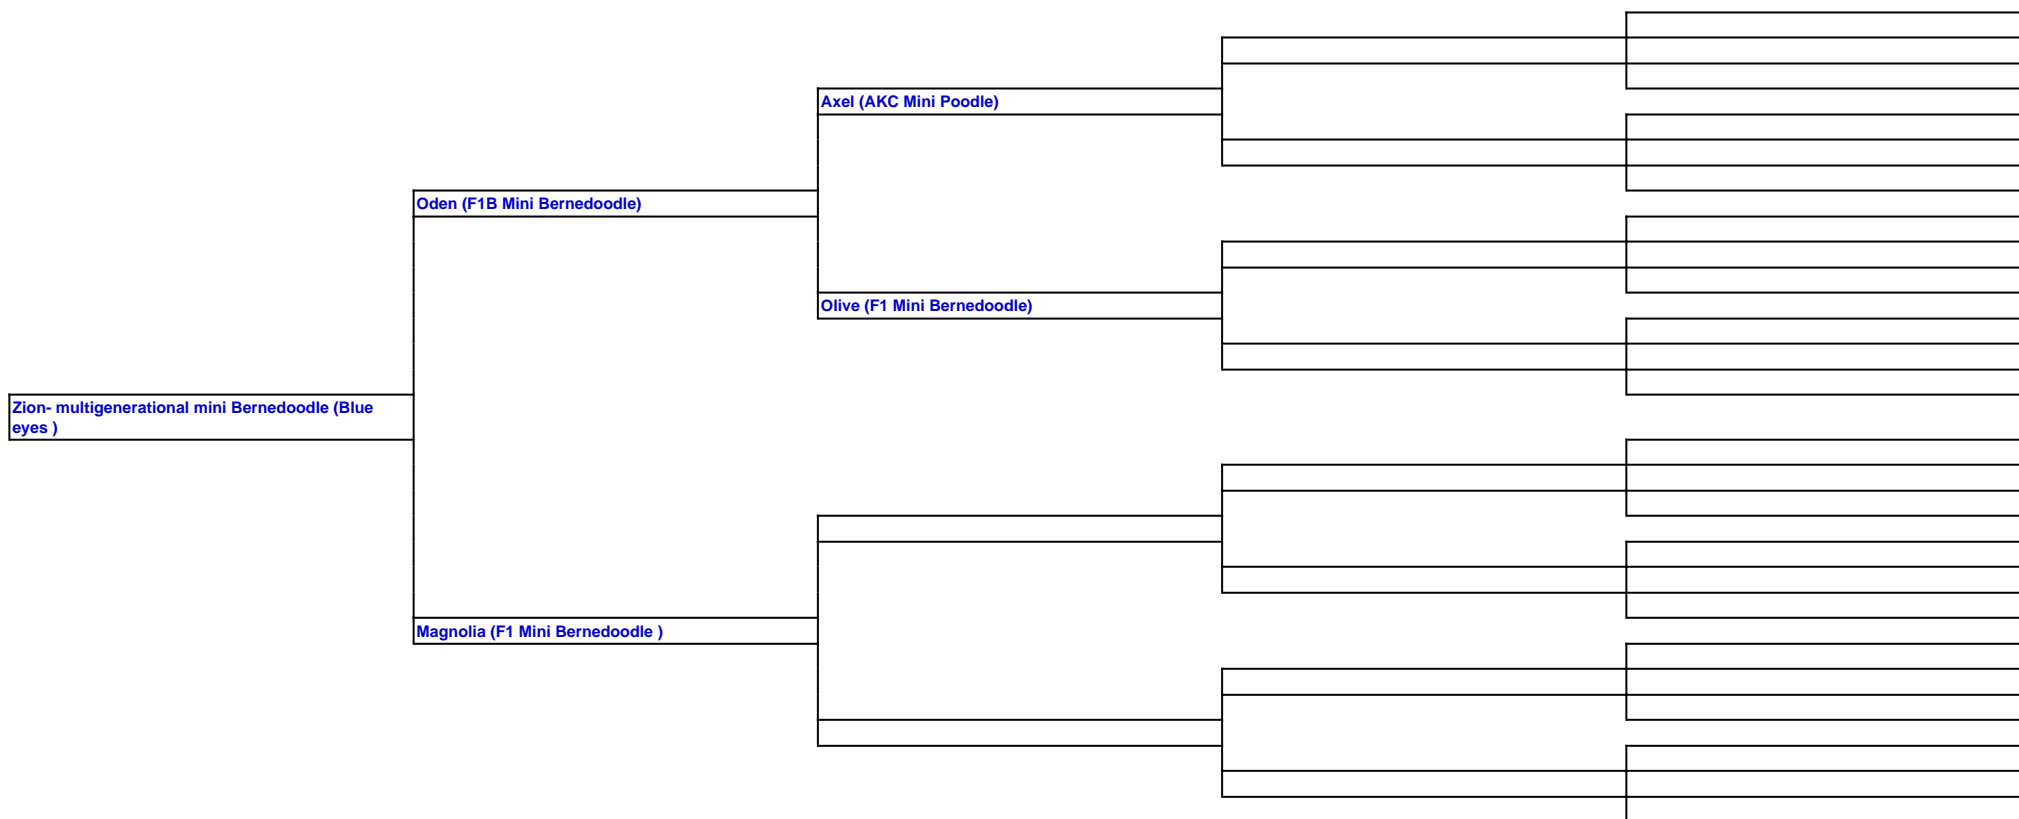 Axel (AKC Mini Poodle)
Oden (F1B Mini Bernedoodle)
Olive (F1 Mini Bernedoodle)
Zion- multigenerational mini Bernedoodle (Blue
eyes )
Magnolia (F1 Mini Bernedoodle )